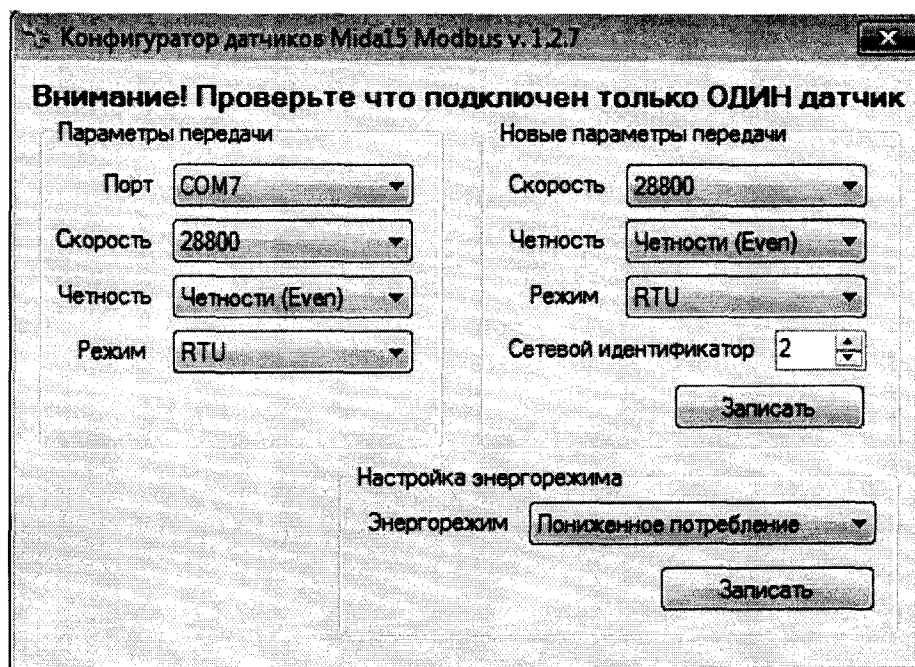 Конфигуратор датчиков Mida15 Modbus v. 1.2.7
Внимание! Проверьте что подключен только ОДИН датчик
Параметры передачи
Порт COM7
Скорость 28800
Четность Четности (Even)
Режим RTU
Новые параметры передачи
Скорость 28800
Четность Четности (Even)
Режим RTU
Сетевой идентификатор 2
Записать
Настройка энергорежима
Энергорежим Пониженное потребление
Записать